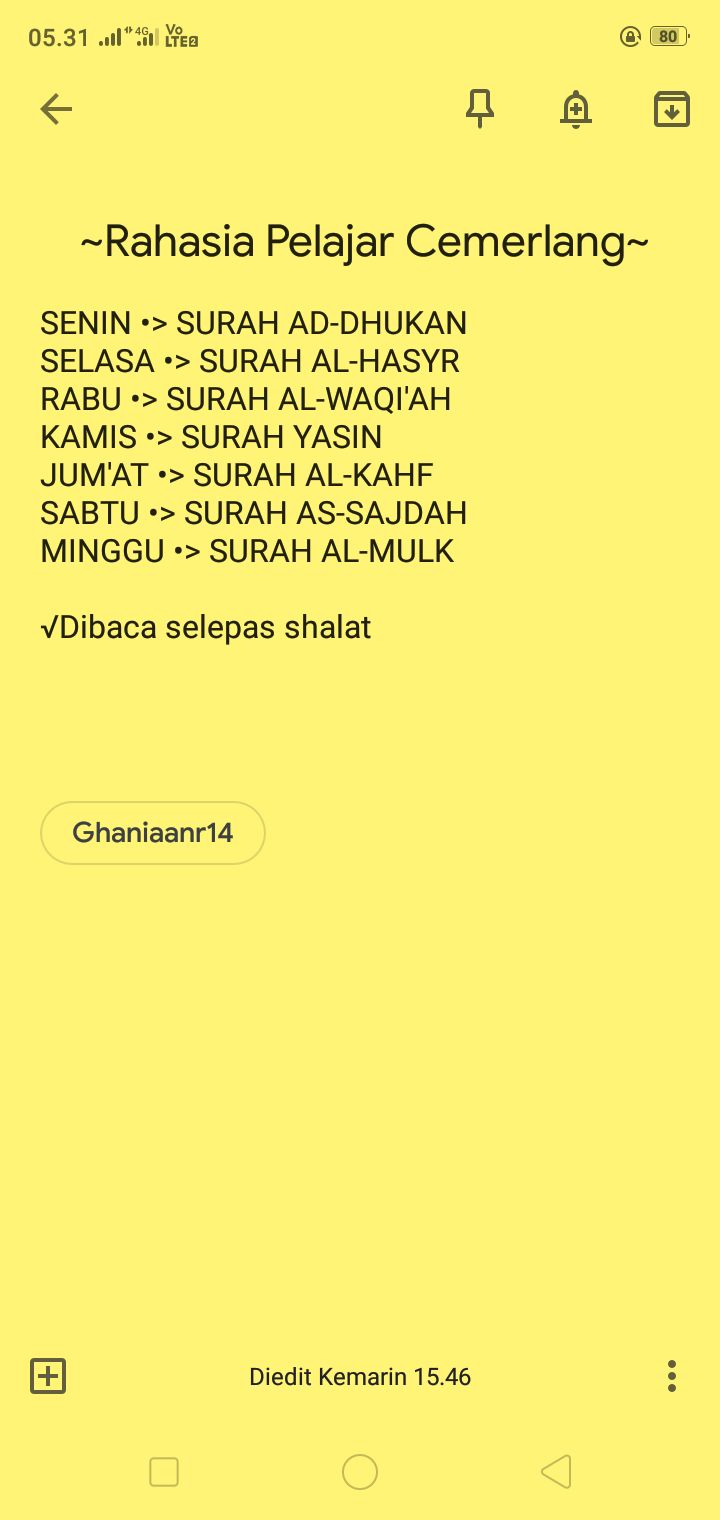 05.31 4G Vo LTE2 80
~Rahasia Pelajar Cemerlang~
SENIN •> SURAH AD-DHUKAN
SELASA •> SURAH AL-HASYR
RABU •> SURAH AL-WAQI'AH
KAMIS •> SURAH YASIN
JUM'AT •> SURAH AL-KAHF
SABTU •> SURAH AS-SAJDAH
MINGGU •> SURAH AL-MULK
√Dibaca selepas shalat
Ghaniaanr14
Diedit Kemarin 15.46